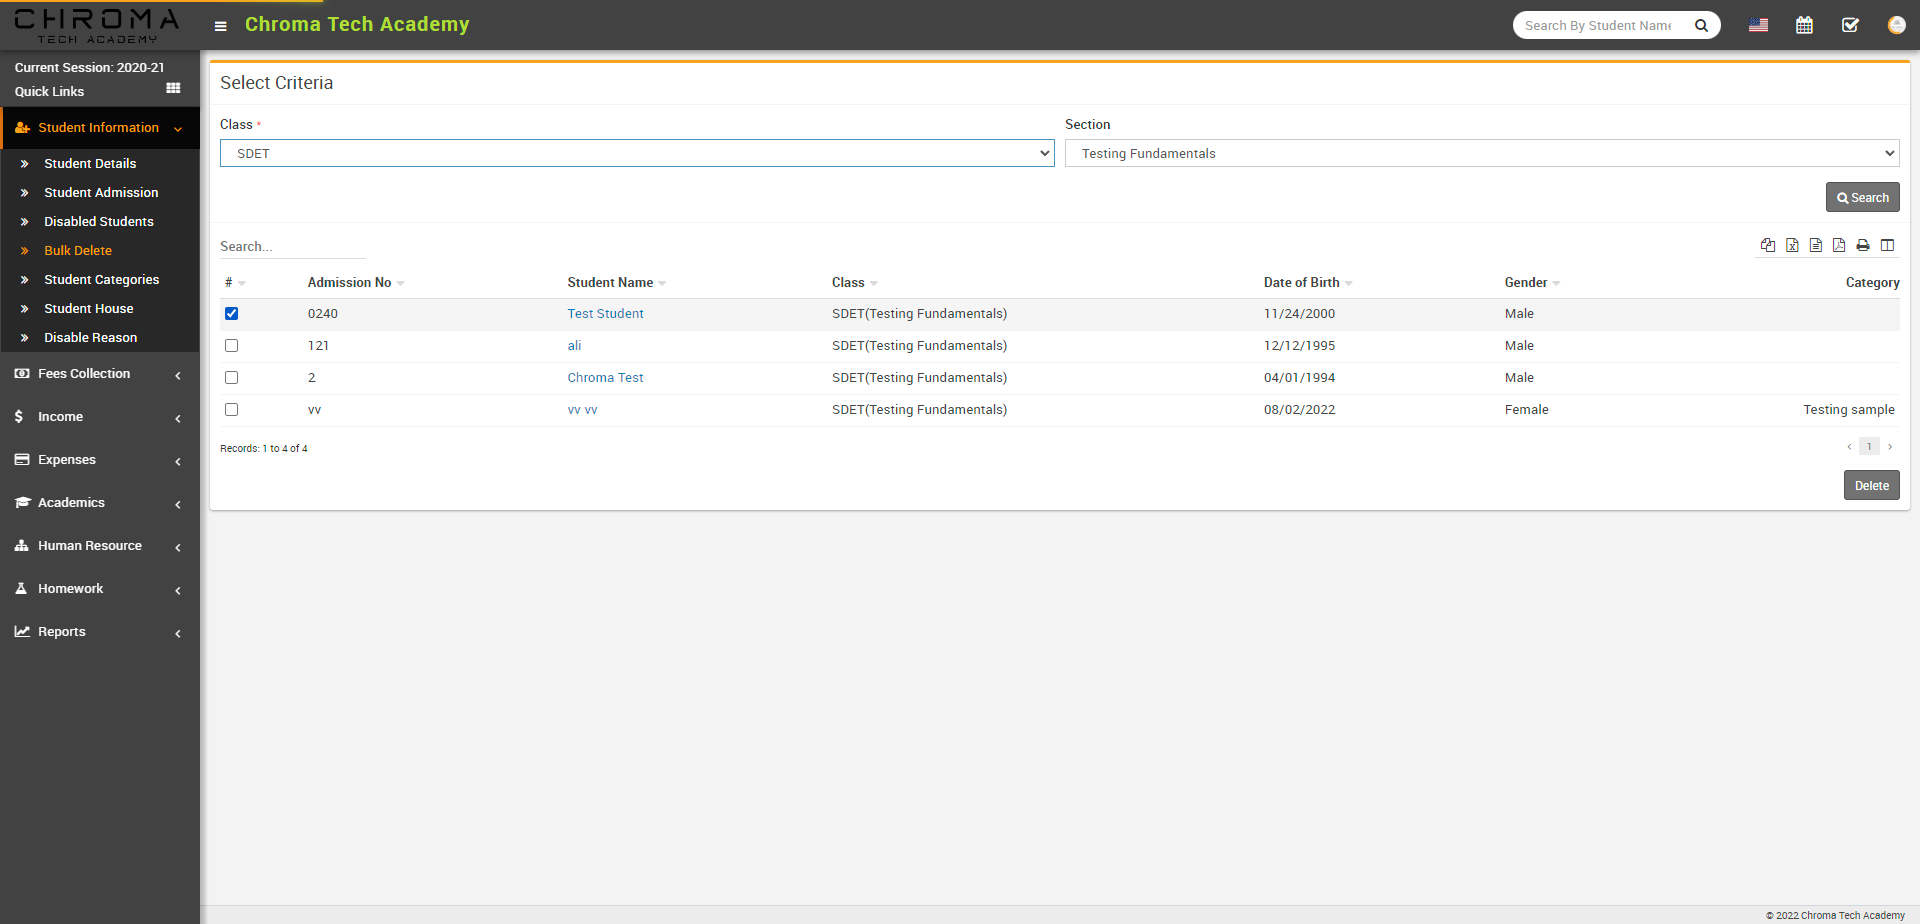 CHROMA
TECH ACADEMY
Chroma Tech Academy
Search By Student Name
Current Session: 2020-21
Quick Links
Student Information
Student Details
Student Admission
Disabled Students
Bulk Delete
Student Categories
Student House
Disable Reason
Fees Collection
Income
Expenses
Academics
Human Resource
Homework
Reports
Select Criteria
Class *
Section
SDET
Testing Fundamentals
Search
Search...
# Admission No Student Name Class Date of Birth Gender Category
0240 Test Student SDET(Testing Fundamentals) 11/24/2000 Male
121 ali SDET(Testing Fundamentals) 12/12/1995 Male
2 Chroma Test SDET(Testing Fundamentals) 04/01/1994 Male
vv vv vv SDET(Testing Fundamentals) 08/02/2022 Female Testing sample
Records: 1 to 4 of 4
1
Delete
© 2022 Chroma Tech Academy